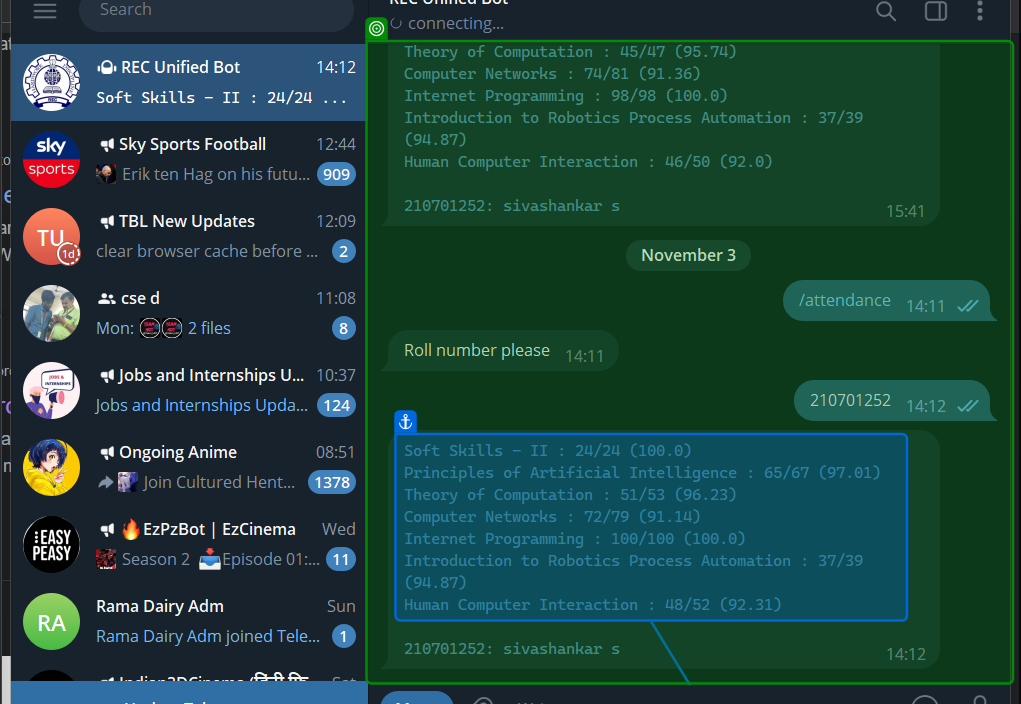 Search
REC Unified Bot
connecting...
REC Unified Bot 14:12
Soft Skills – II : 24/24 ...
sky sports
Sky Sports Football 12:44
Erik ten Hag on his futu... 909
TU 1d
TBL New Updates 12:09
clear browser cache before ... 2
cse d 11:08
Mon: 2 files 8
JOBS & INTERNSHIPS
Jobs and Internships U... 10:37
Jobs and Internships Upda... 124
Ongoing Anime 08:51
Join Cultured Hent... 1378
EASY PEASY
EzPzBot | EzCinema Wed
Season 2 Episode 01:... 11
RA
Rama Dairy Adm Sun
Rama Dairy Adm joined Tele... 1
Theory of Computation : 45/47 (95.74)
Computer Networks : 74/81 (91.36)
Internet Programming : 98/98 (100.0)
Introduction to Robotics Process Automation : 37/39
(94.87)
Human Computer Interaction : 46/50 (92.0)
210701252: sivashankar s
15:41
November 3
/attendance 14:11
Roll number please 14:11
210701252 14:12
Soft Skills – II : 24/24 (100.0)
Principles of Artificial Intelligence : 65/67 (97.01)
Theory of Computation : 51/53 (96.23)
Computer Networks : 72/79 (91.14)
Internet Programming : 100/100 (100.0)
Introduction to Robotics Process Automation : 37/39
(94.87)
Human Computer Interaction : 48/52 (92.31)
210701252: sivashankar s
14:12